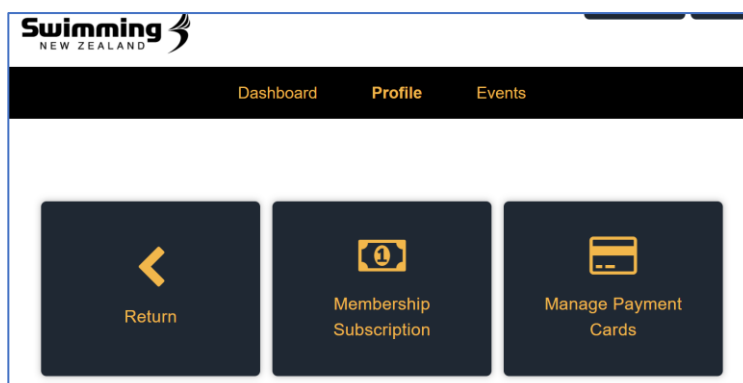 Swimming
NEW ZEALAND
Dashboard Profile Events
Return
Membership
Subscription
Manage Payment
Cards